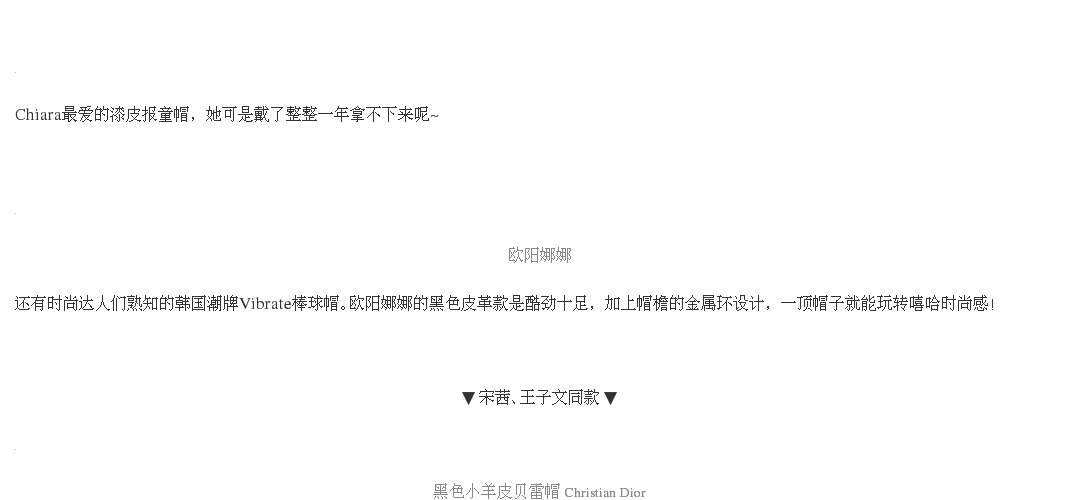 Chiara最爱的漆皮报童帽，她可是戴了整整一年拿不下来呢~
欧阳娜娜
还有时尚达人们熟知的韩国潮牌Vibrate棒球帽。欧阳娜娜的黑色皮革款是酷劲十足，加上帽檐的金属环设计，一顶帽子就能玩转嘻哈时尚感！
▼ 宋茜、王子文同款 ▼
黑色小羊皮贝雷帽 Christian Dior